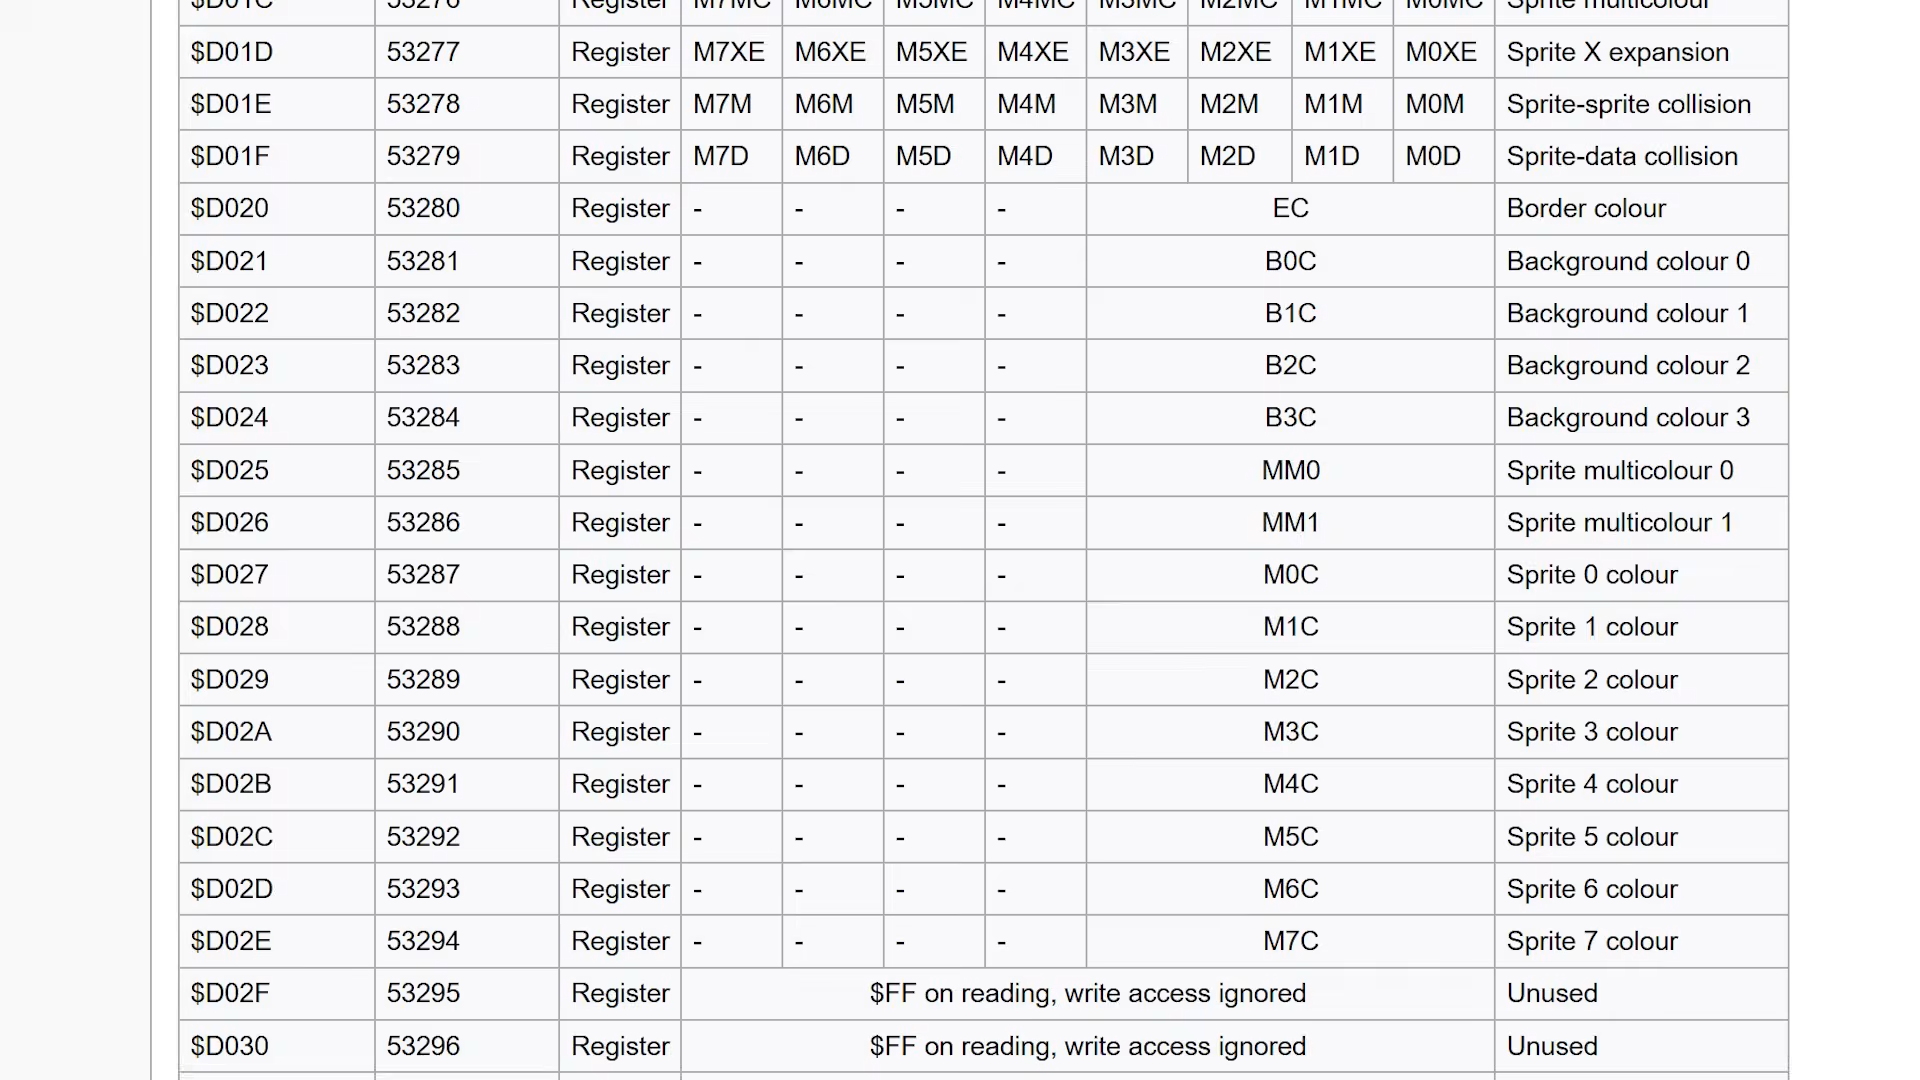 $D01C 53276 Register M7MC M6MC M5MC M4MC M3MC M2MC M1MC M0MC Sprite multicolour
$D01D 53277 Register M7XE M6XE M5XE M4XE M3XE M2XE M1XE M0XE Sprite X expansion
$D01E 53278 Register M7M M6M M5M M4M M3M M2M M1M M0M Sprite-sprite collision
$D01F 53279 Register M7D M6D M5D M4D M3D M2D M1D M0D Sprite-data collision
$D020 53280 Register - - - - EC Border colour
$D021 53281 Register - - - - B0C Background colour 0
$D022 53282 Register - - - - B1C Background colour 1
$D023 53283 Register - - - - B2C Background colour 2
$D024 53284 Register - - - - B3C Background colour 3
$D025 53285 Register - - - - MM0 Sprite multicolour 0
$D026 53286 Register - - - - MM1 Sprite multicolour 1
$D027 53287 Register - - - - M0C Sprite 0 colour
$D028 53288 Register - - - - M1C Sprite 1 colour
$D029 53289 Register - - - - M2C Sprite 2 colour
$D02A 53290 Register - - - - M3C Sprite 3 colour
$D02B 53291 Register - - - - M4C Sprite 4 colour
$D02C 53292 Register - - - - M5C Sprite 5 colour
$D02D 53293 Register - - - - M6C Sprite 6 colour
$D02E 53294 Register - - - - M7C Sprite 7 colour
$D02F 53295 Register $FF on reading, write access ignored Unused
$D030 53296 Register $FF on reading, write access ignored Unused